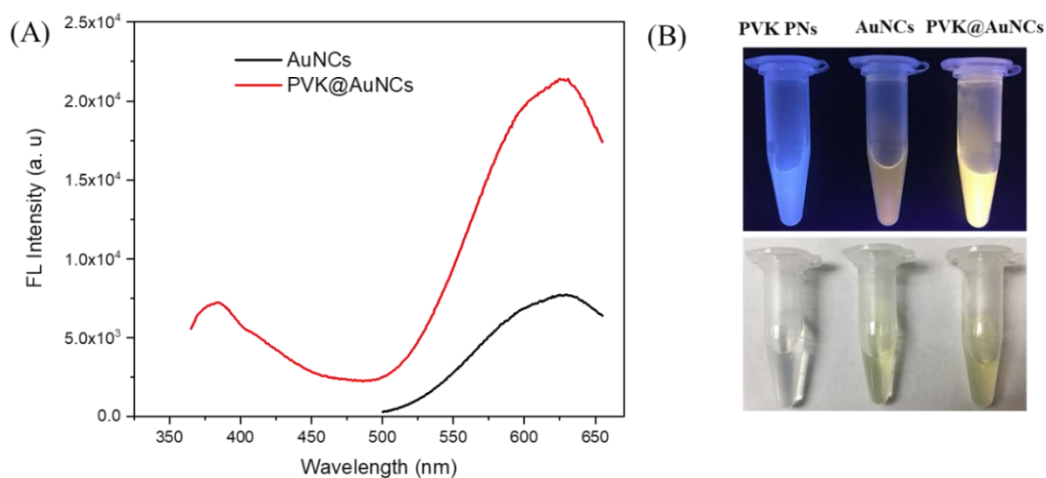 (A)
2.5x10⁴
2.0x10⁴
1.5x10⁴
1.0x10⁴
5.0x10³
0.0
350 400 450 500 550 600 650
Wavelength (nm)
FL Intensity (a. u)
AuNCs
PVK@AuNCs
(B)
PVK PNs AuNCs PVK@AuNCs